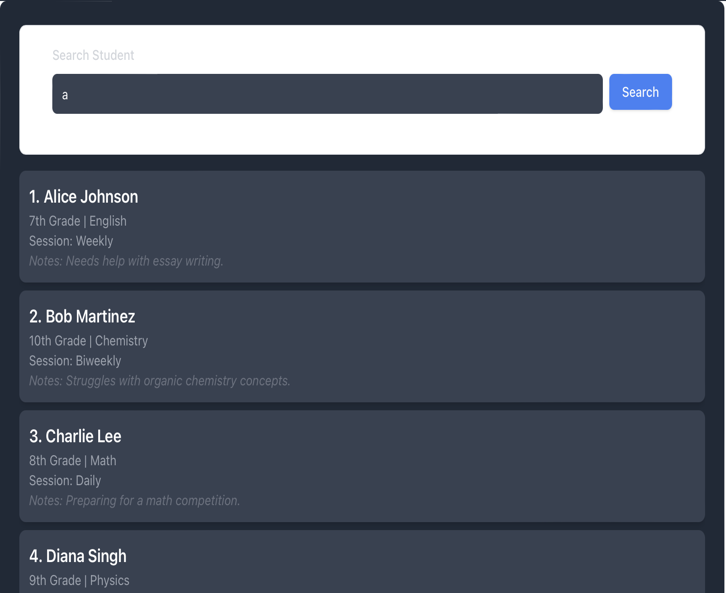 Search Student
a
Search
1. Alice Johnson
7th Grade | English
Session: Weekly
Notes: Needs help with essay writing.
2. Bob Martinez
10th Grade | Chemistry
Session: Biweekly
Notes: Struggles with organic chemistry concepts.
3. Charlie Lee
8th Grade | Math
Session: Daily
Notes: Preparing for a math competition.
4. Diana Singh
9th Grade | Physics